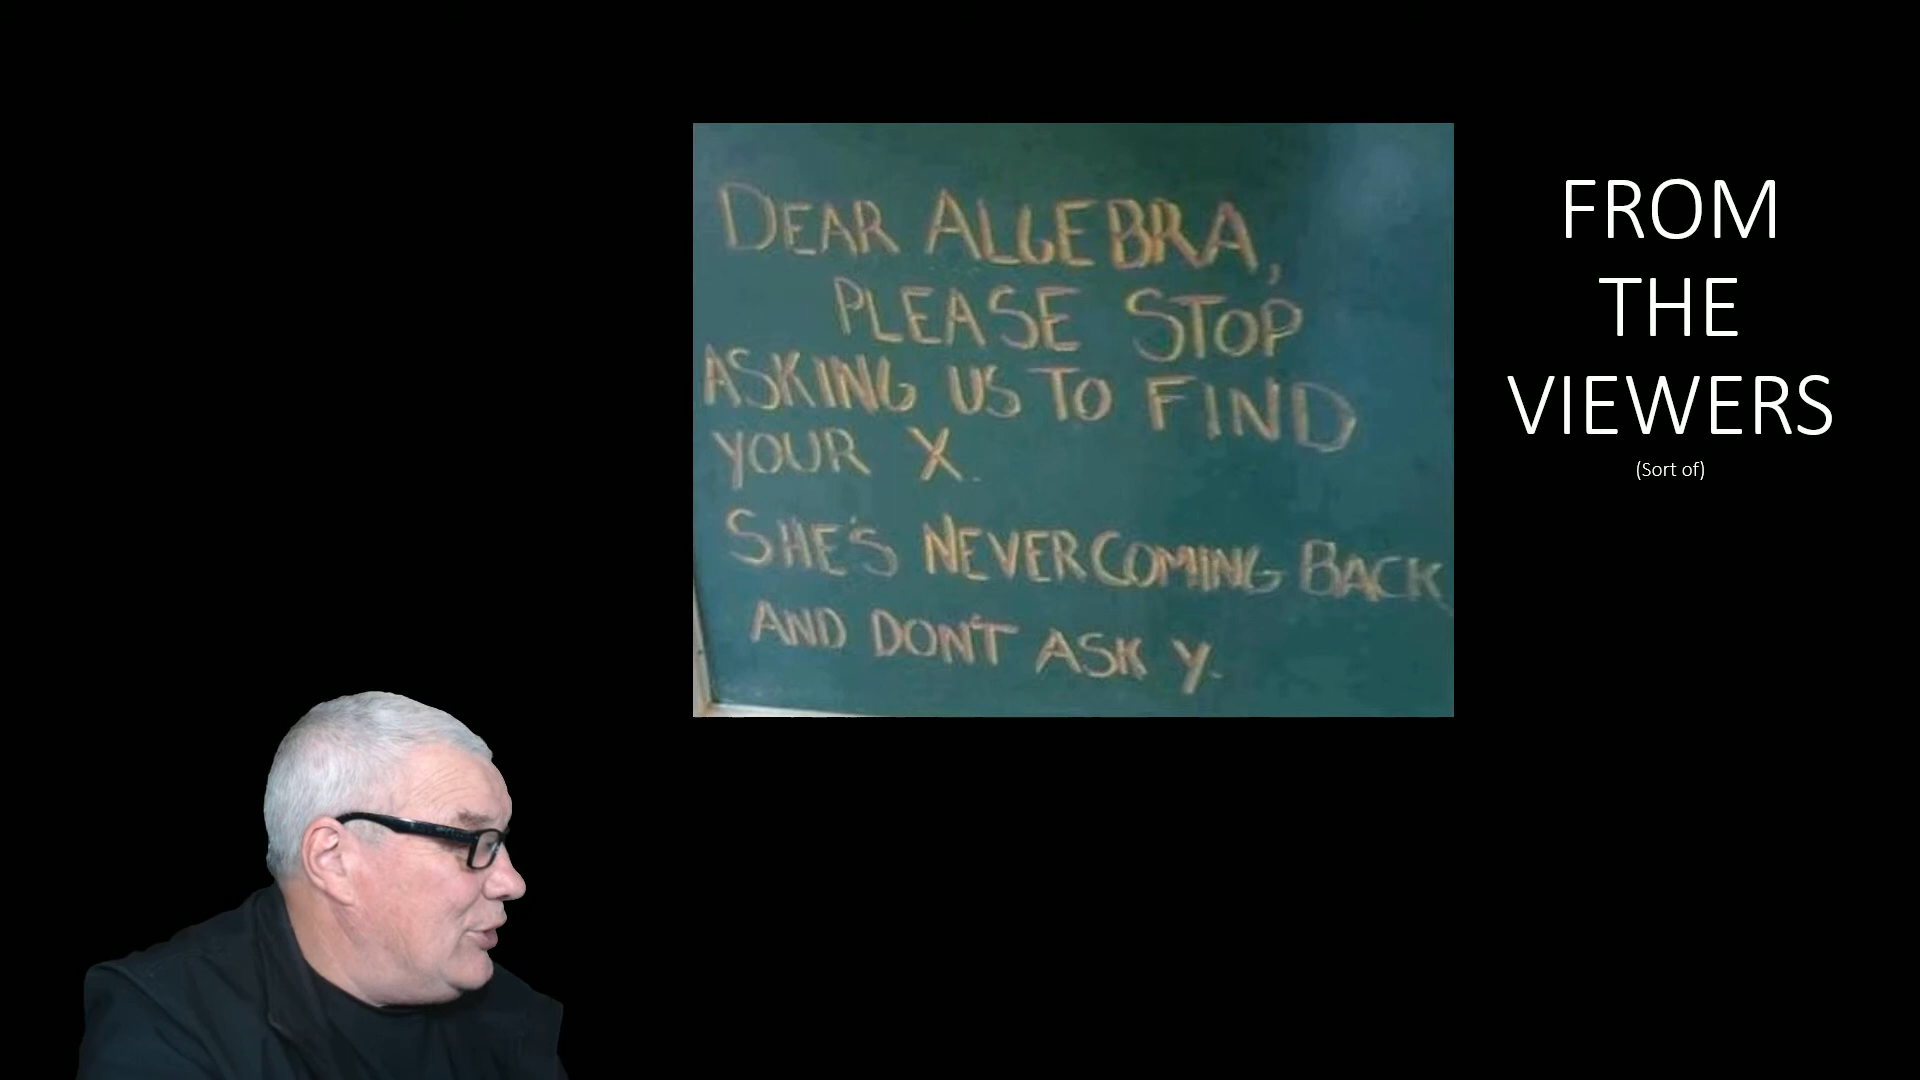 DEAR ALGEBRA,
PLEASE STOP
ASKING US TO FIND
YOUR X.
SHE'S NEVER COMING BACK
AND DON'T ASK Y.
FROM
THE
VIEWERS
(Sort of)